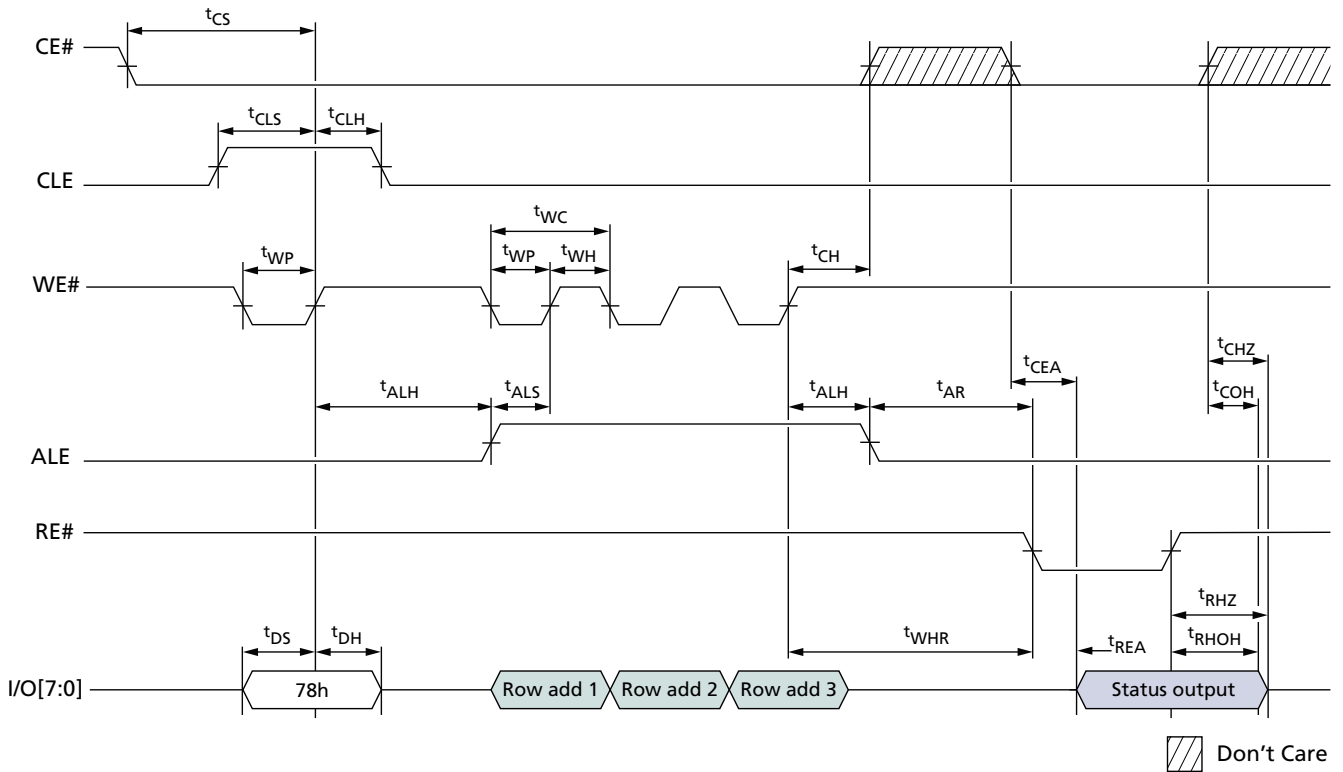 tCS
CE#
tCLS
tCLH
CLE
tWC
tWP
tWP
tWH
tCH
WE#
tCHZ
tCEA
tALH
tALS
tALH
tAR
tCOH
ALE
RE#
tRHZ
tDS
tDH
tWHR
tREA
tRHOH
I/O[7:0]
78h
Row add 1
Row add 2
Row add 3
Status output
Don't Care